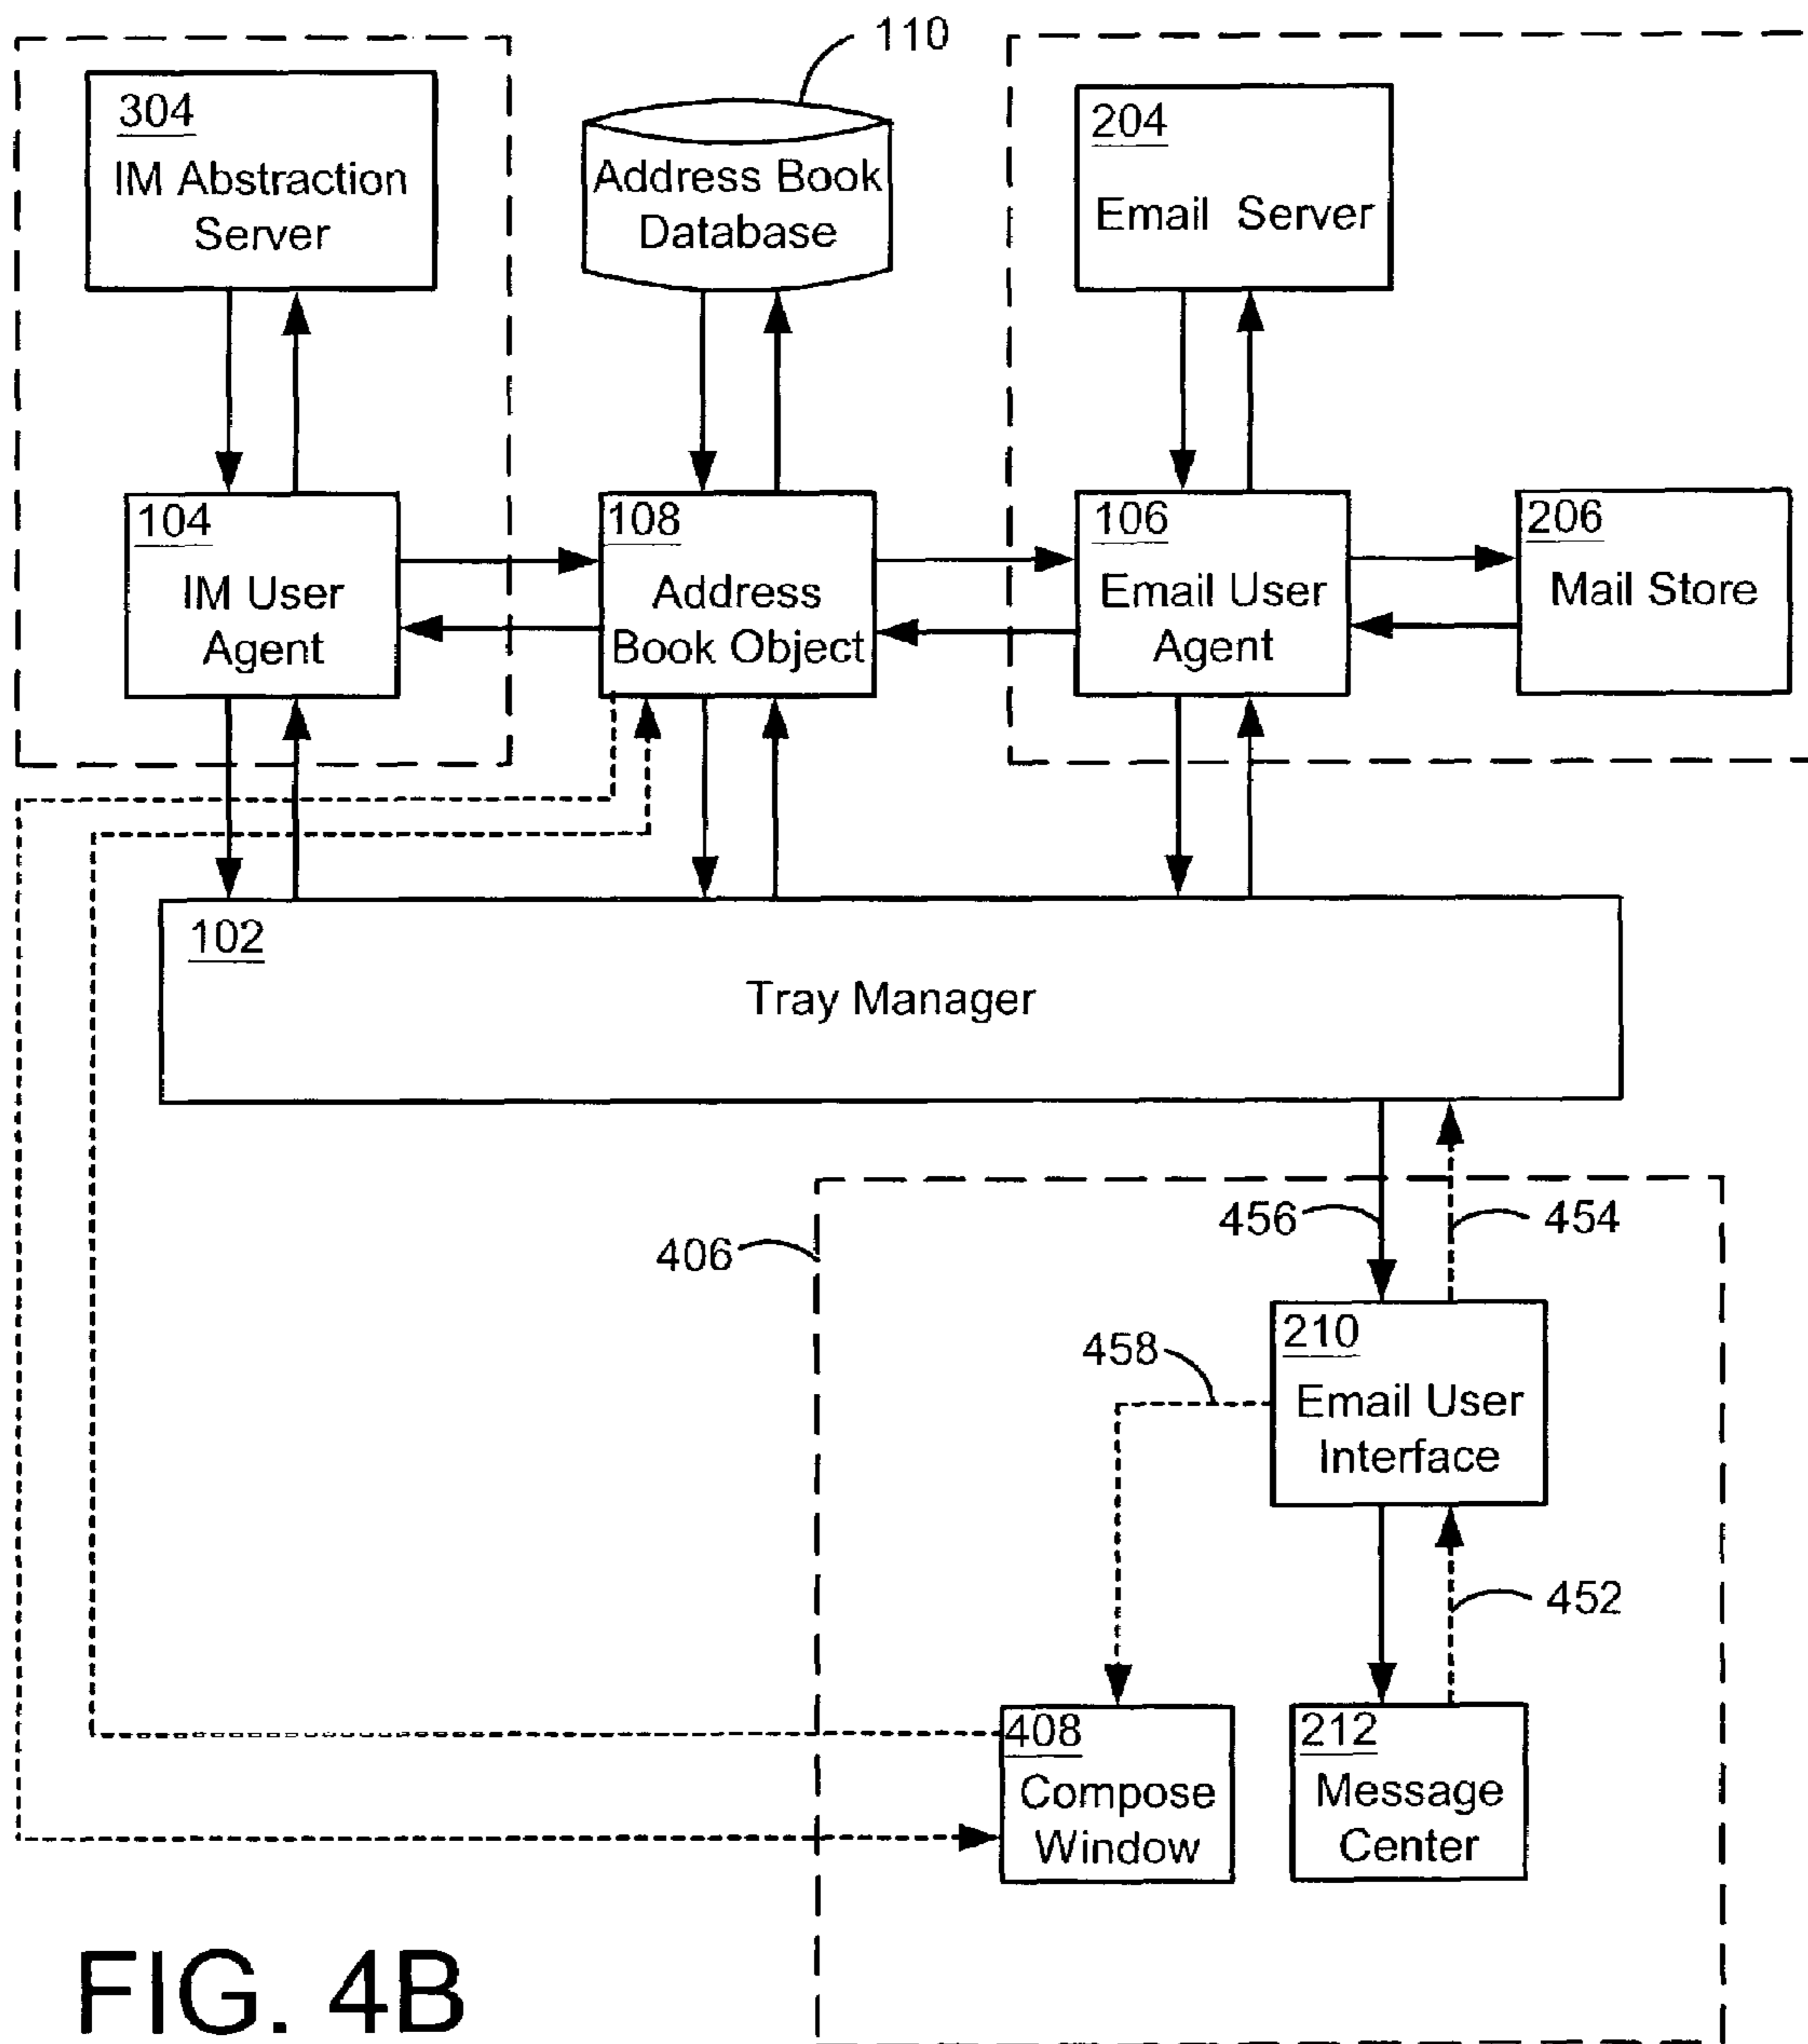 110
304
IM Abstraction
Server
Address Book
Database
204
Email Server
104
IM User
Agent
108
Address
Book Object
106
Email User
Agent
206
Mail Store
102
Tray Manager
406
456
454
458
210
Email User
Interface
452
408
Compose
Window
212
Message
Center
FIG. 4B